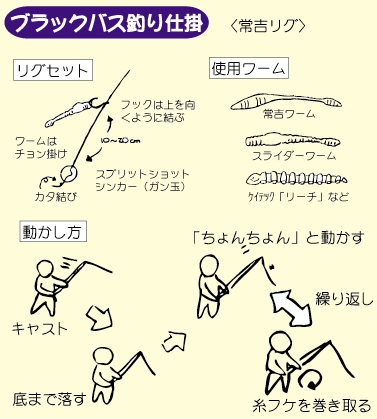 ブラックバス釣り仕掛 〈常吉リグ〉
リグセット
フックは上を向
くように結ぶ
ワームは
チョン掛け
10~20cm
スプリットショット
シンカー(ガン玉)
カタ結び
使用ワーム
常吉ワーム
スライダーワーム
ケイテック「リーチ」など
動かし方
キャスト
底まで落す
「ちょんちょん」と動かす
繰り返し
糸フケを巻き取る